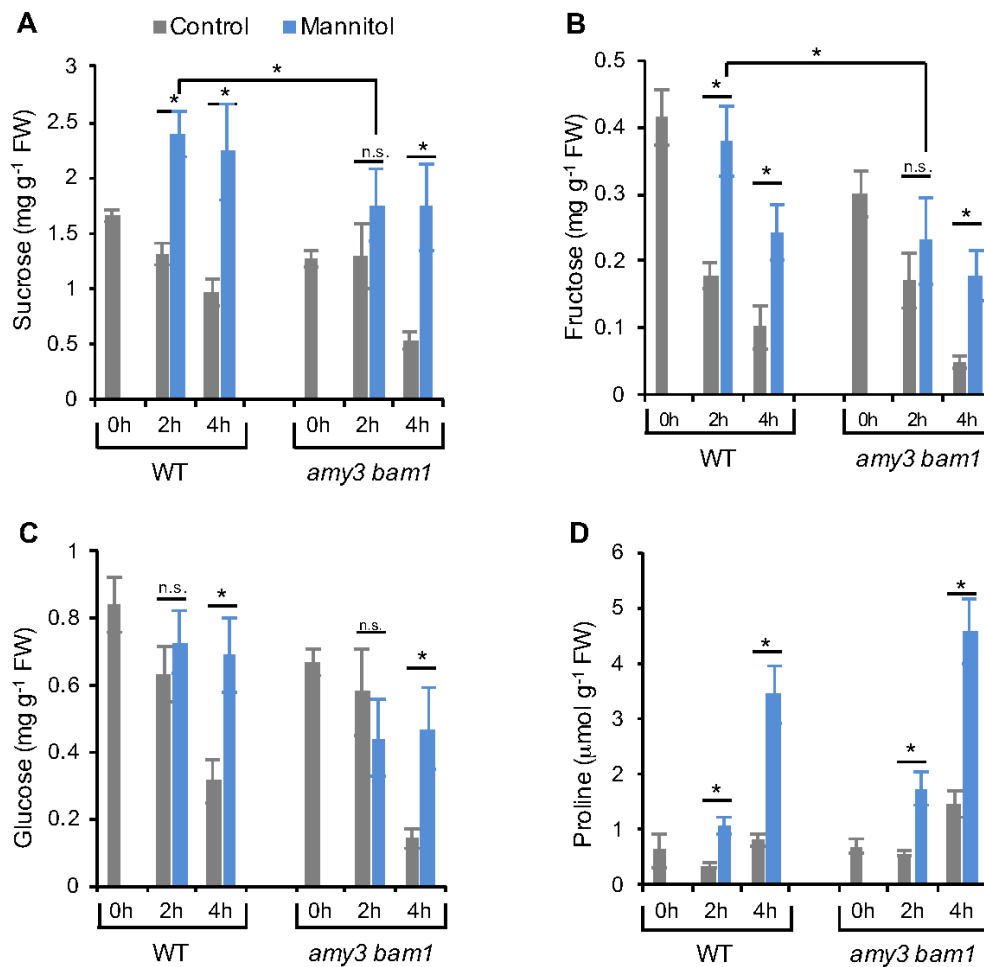 A
Control
Mannitol
Sucrose (mg g⁻¹ FW)
3
2.5
2
1.5
1
0.5
0
*
*
*
n.s.
*
0h
2h
4h
0h
2h
4h
WT
amy3 bam1
B
Fructose (mg g⁻¹ FW)
0.5
0.4
0.3
0.2
0.1
0
*
*
*
n.s.
*
0h
2h
4h
0h
2h
4h
WT
amy3 bam1
C
Glucose (mg g⁻¹ FW)
1
0.8
0.6
0.4
0.2
0
n.s.
*
n.s.
*
0h
2h
4h
0h
2h
4h
WT
amy3 bam1
D
Proline (μmol g⁻¹ FW)
6
5
4
3
2
1
0
*
*
*
*
0h
2h
4h
0h
2h
4h
WT
amy3 bam1